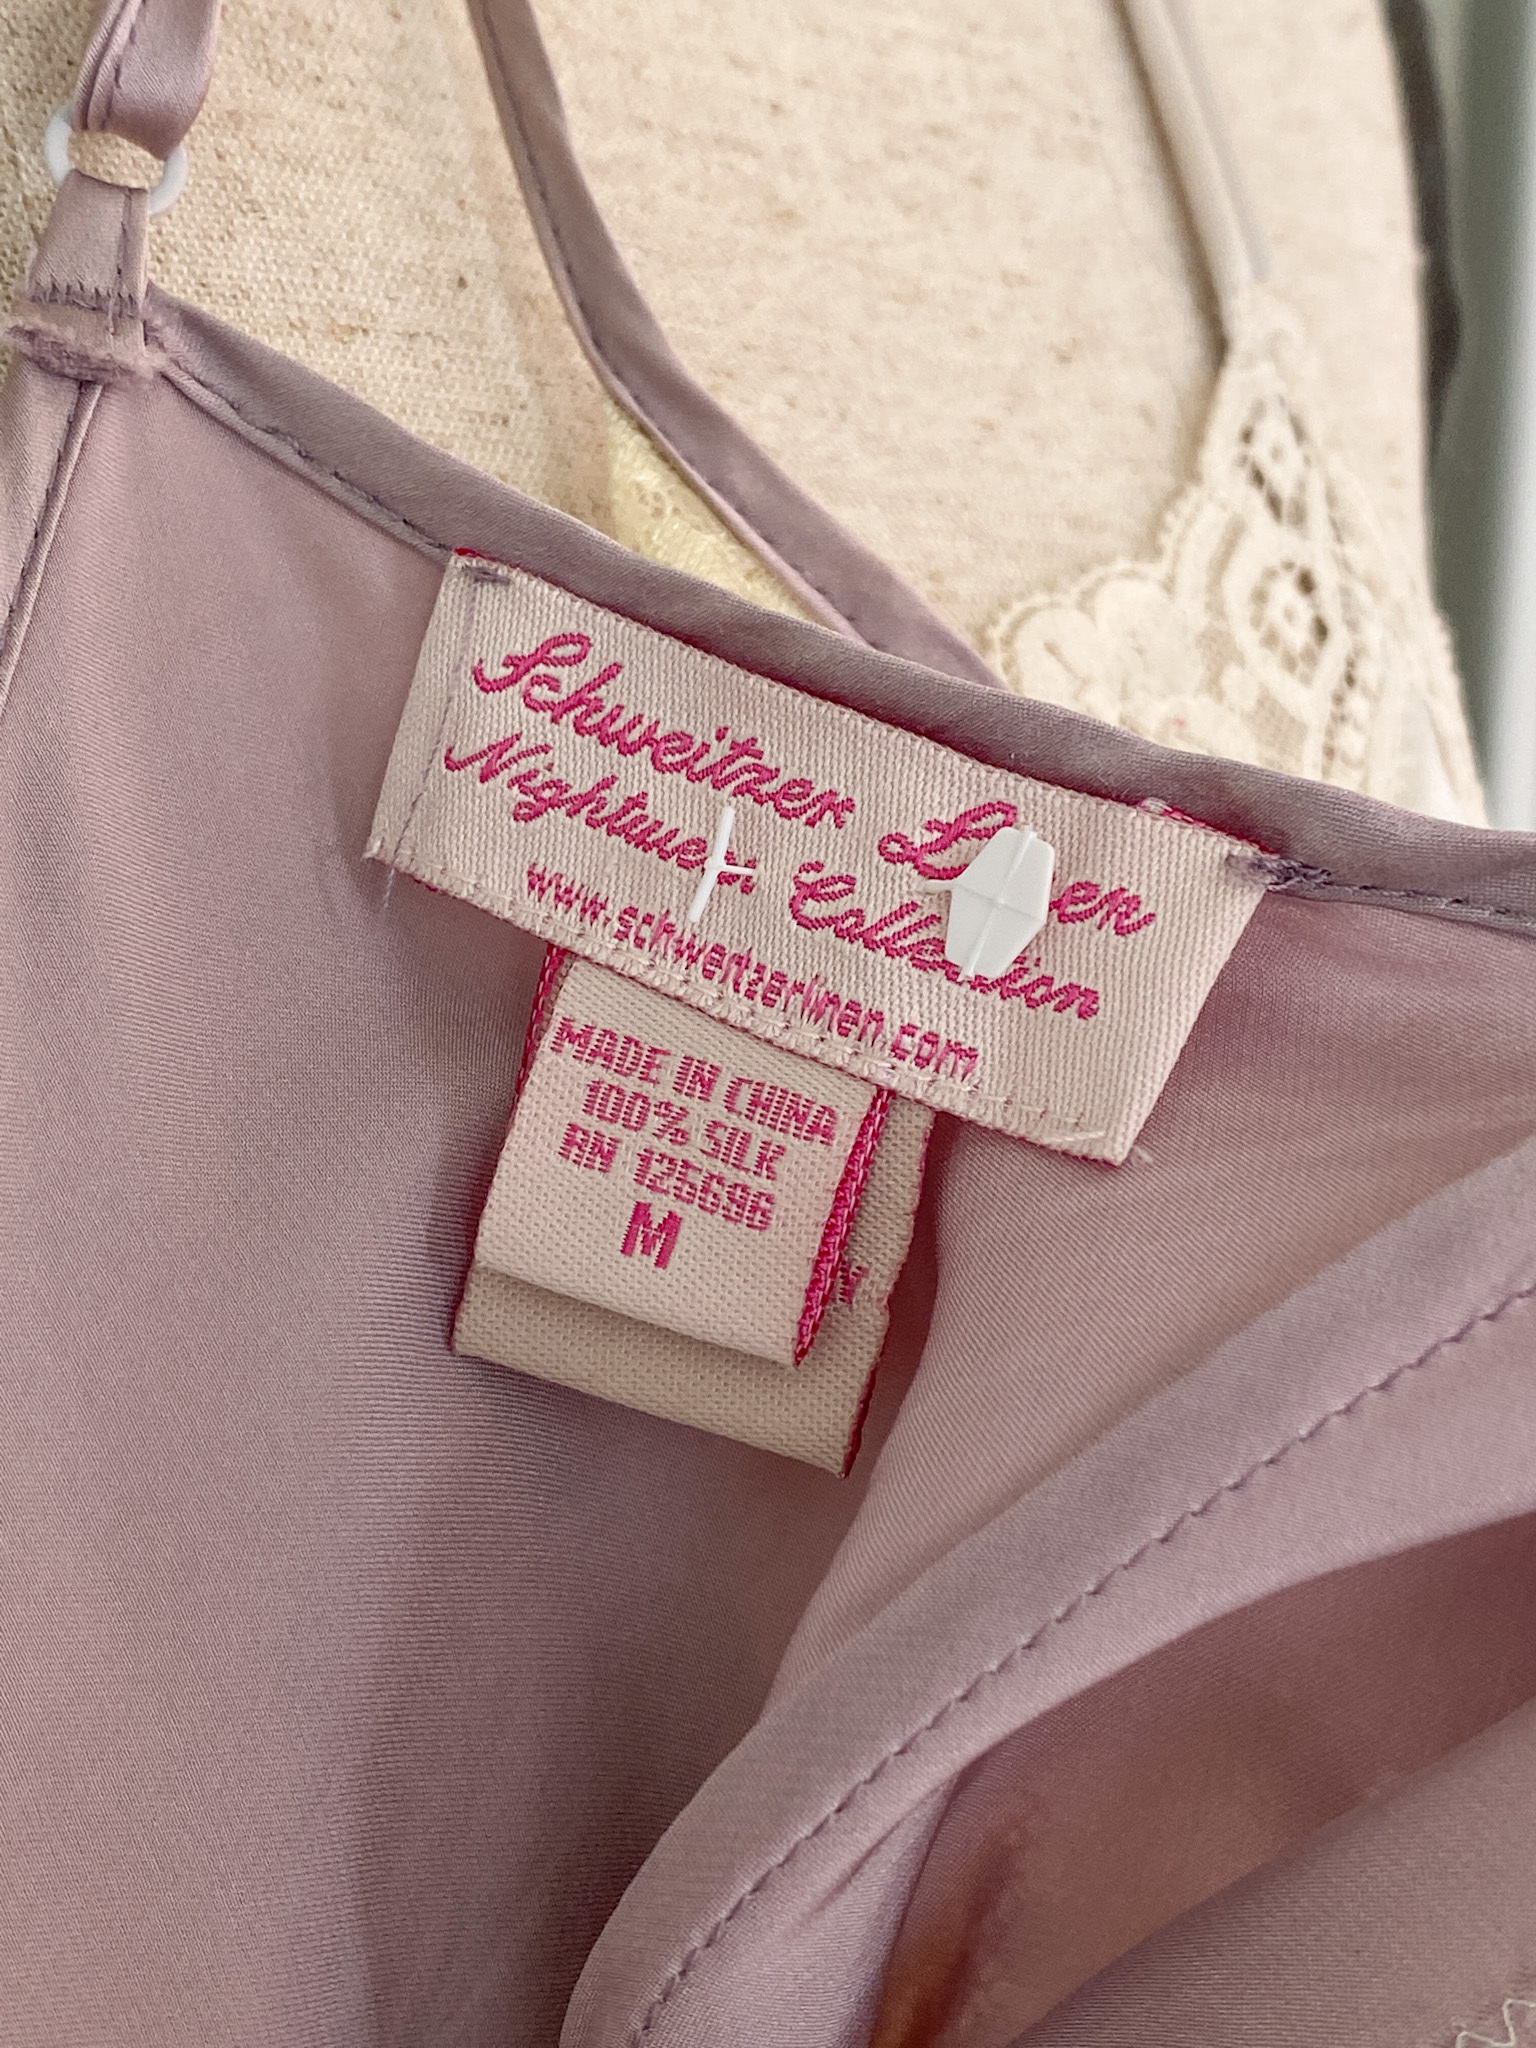 Schweitzer Linen
Nightwear Collection
www.schweitzerlinen.com
MADE IN CHINA
100% SILK
RN 125696
M
Y